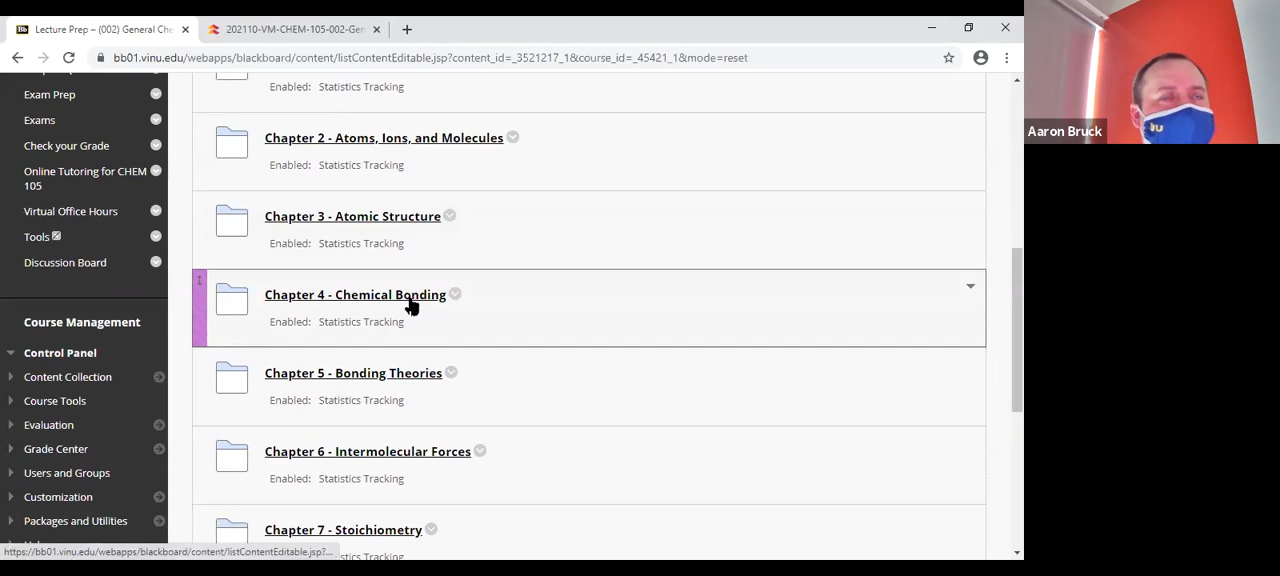 Lecture Prep – (002) General Che
202110-VM-CHEM-105-002-Gen
bb01.vinu.edu/webapps/blackboard/content/listContentEditable.jsp?content_id=_3521217_1&course_id=_45421_1&mode=reset
Exam Prep
Exams
Check your Grade
Online Tutoring for CHEM
105
Virtual Office Hours
Tools
Discussion Board
Course Management
Control Panel
Content Collection
Course Tools
Evaluation
Grade Center
Users and Groups
Customization
Packages and Utilities
https://bb01.vinu.edu/webapps/blackboard/content/listContentEditable.jsp?...
Enabled: Statistics Tracking
Chapter 2 - Atoms, Ions, and Molecules
Enabled: Statistics Tracking
Chapter 3 - Atomic Structure
Enabled: Statistics Tracking
Chapter 4 - Chemical Bonding
Enabled: Statistics Tracking
Chapter 5 - Bonding Theories
Enabled: Statistics Tracking
Chapter 6 - Intermolecular Forces
Enabled: Statistics Tracking
Chapter 7 - Stoichiometry
Statistics Tracking
Aaron Bruck